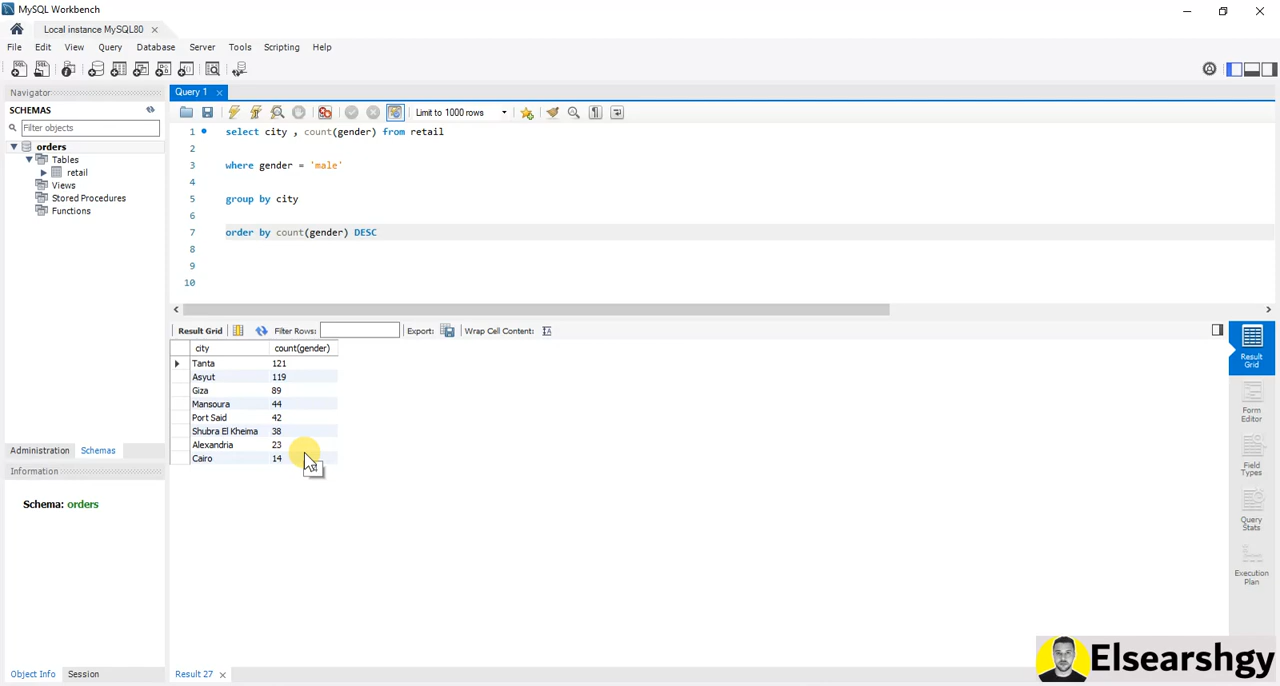 MySQL Workbench
Local instance MySQL80 ×
File Edit View Query Database Server Tools Scripting Help
Navigator
SCHEMAS
Filter objects
orders
Tables
retail
Views
Stored Procedures
Functions
Administration Schemas
Information
Schema: orders
Object Info Session
Query 1 ×
Limit to 1000 rows
1 select city , count(gender) from retail
2
3 where gender = 'male'
4
5 group by city
6
7 order by count(gender) DESC
8
9
10
Result Grid Filter Rows: Export: Wrap Cell Content:
city count(gender)
Tanta 121
Asyut 119
Giza 89
Mansoura 44
Port Said 42
Shubra El Kheima 38
Alexandria 23
Cairo 14
Result
Grid
Form
Editor
Field
Types
Query
Stats
Execution
Plan
Result 27 ×
Elsearshgy